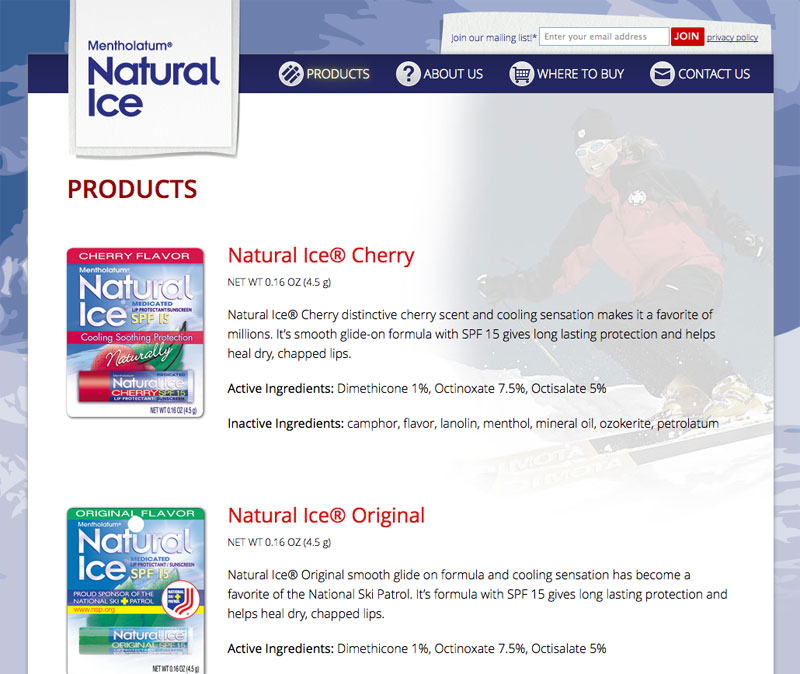 Join our mailing list!* Enter your email address JOIN privacy policy
Mentholatum®
Natural
Ice
PRODUCTS ABOUT US WHERE TO BUY CONTACT US
PRODUCTS
CHERRY FLAVOR
Mentholatum®
Natural
Ice
MEDICATED
LIP PROTECTANT/SUNSCREEN
SPF 15
Cooling Soothing Protection
Naturally
Natural Ice
CHERRY SPF 15
LIP PROTECTANT SUNSCREEN
NET WT 0.16 OZ (4.5 g)
Natural Ice® Cherry
NET WT 0.16 OZ (4.5 g)
Natural Ice® Cherry distinctive cherry scent and cooling sensation makes it a favorite of
millions. It’s smooth glide-on formula with SPF 15 gives long lasting protection and helps
heal dry, chapped lips.
Active Ingredients: Dimethicone 1%, Octinoxate 7.5%, Octisalate 5%
Inactive Ingredients: camphor, flavor, lanolin, menthol, mineral oil, ozokerite, petrolatum
ORIGINAL FLAVOR
Mentholatum®
Natural
Ice
MEDICATED
LIP PROTECTANT / SUNSCREEN
SPF 15
PROUD SPONSOR OF THE
NATIONAL SKI PATROL
www.nsp.org
Natural Ice
ORIGINAL SPF 15
NET WT 0.16 OZ (4.5 g)
Natural Ice® Original
NET WT 0.16 OZ (4.5 g)
Natural Ice® Original smooth glide on formula and cooling sensation has become a
favorite of the National Ski Patrol. It’s formula with SPF 15 gives long lasting protection and
helps heal dry, chapped lips.
Active Ingredients: Dimethicone 1%, Octinoxate 7.5%, Octisalate 5%